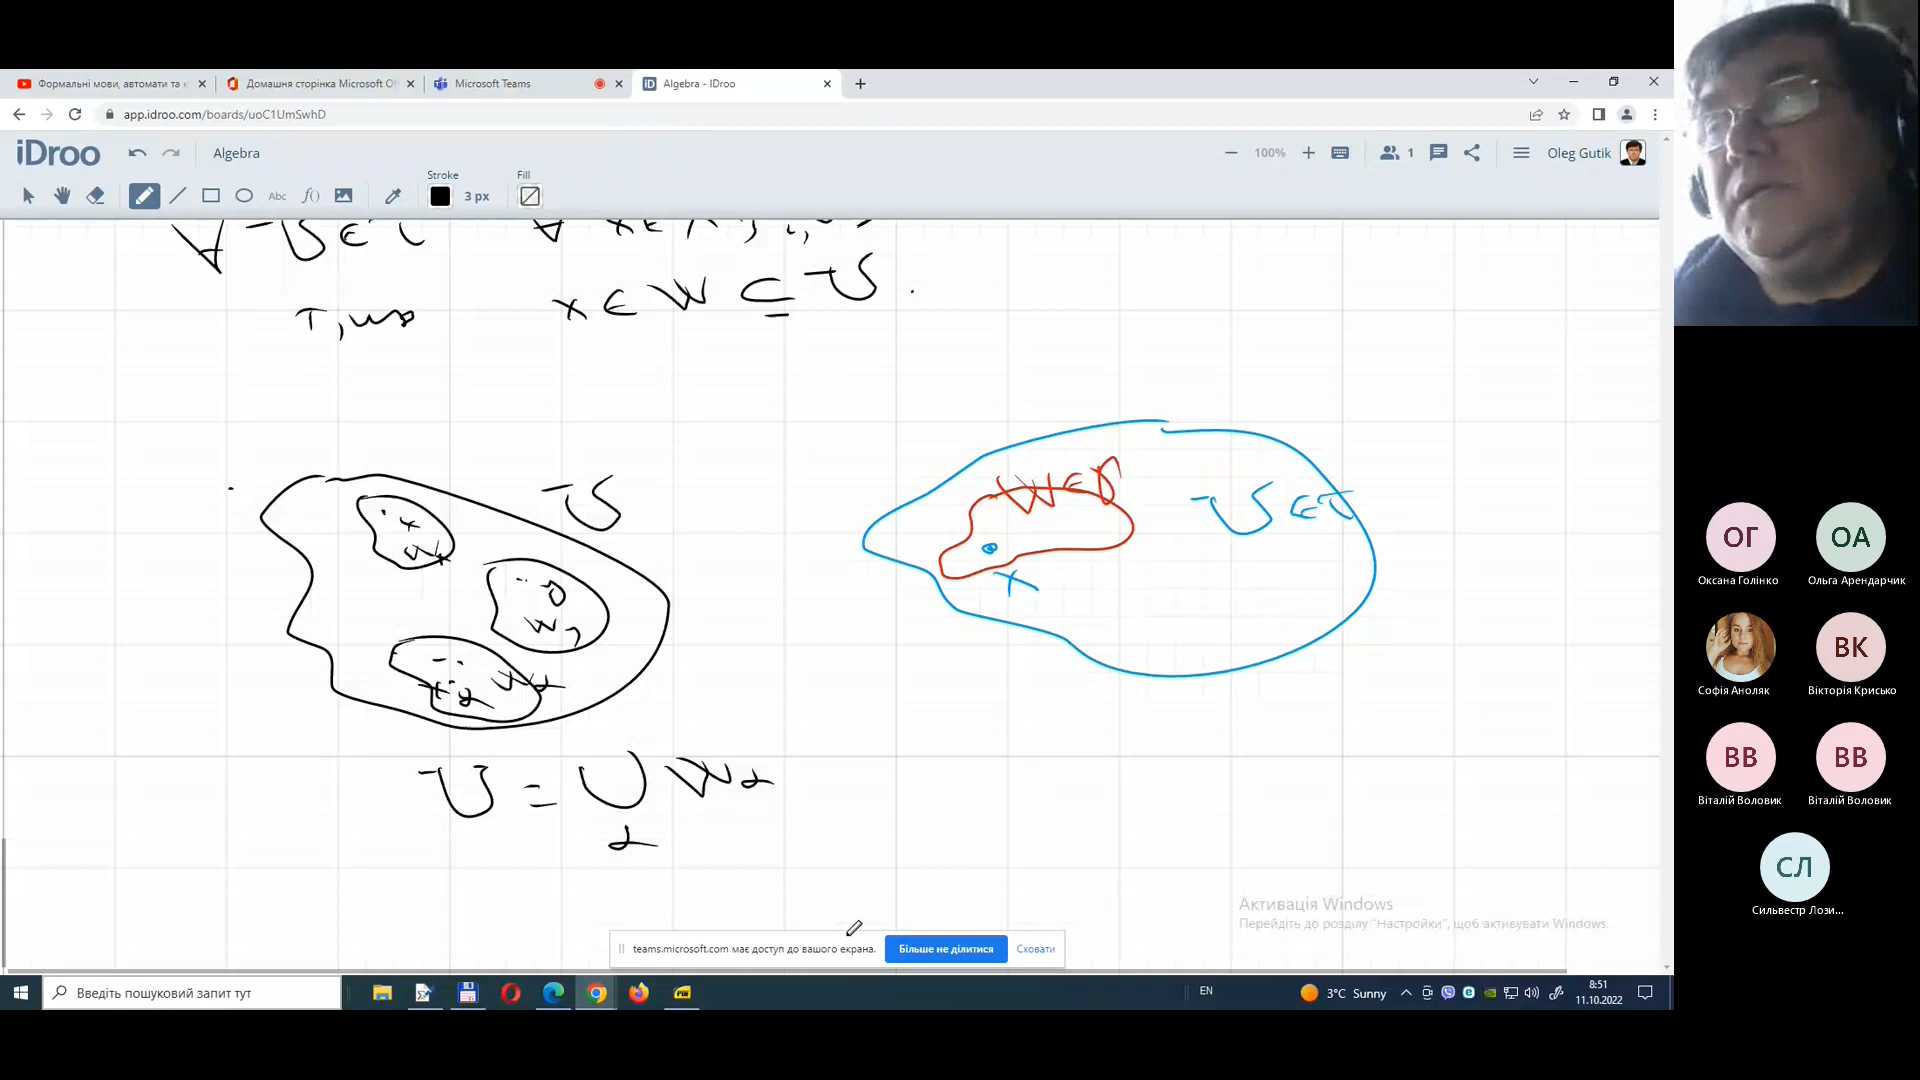 Формальні мови, автомати та к
Домашня сторінка Microsoft Of
Microsoft Teams
Algebra - IDroo
app.idroo.com/boards/uoC1UmSwhD
iDroo
Algebra
100%
1
Oleg Gutik
Abc
f()
Stroke
3 px
Fill
∀ U ∈ τ ∀ x ∈
т, що x ∈ W ⊆ U .
U
x
W
W
W α
W ∈ β
U ∈ τ
x
U = ∪ W α
α
Активація Windows
Перейдіть до розділу "Настройки", щоб активувати Windows.
teams.microsoft.com має доступ до вашого екрана.
Більше не ділитися
Сховати
Введіть пошуковий запит тут
EN
3°C Sunny
8:51
11.10.2022
ОГ
Оксана Голінко
ОА
Ольга Арендарчик
Софія Аноляк
ВК
Вікторія Крисько
ВВ
Віталій Воловик
ВВ
Віталій Воловик
СЛ
Сильвестр Лози...